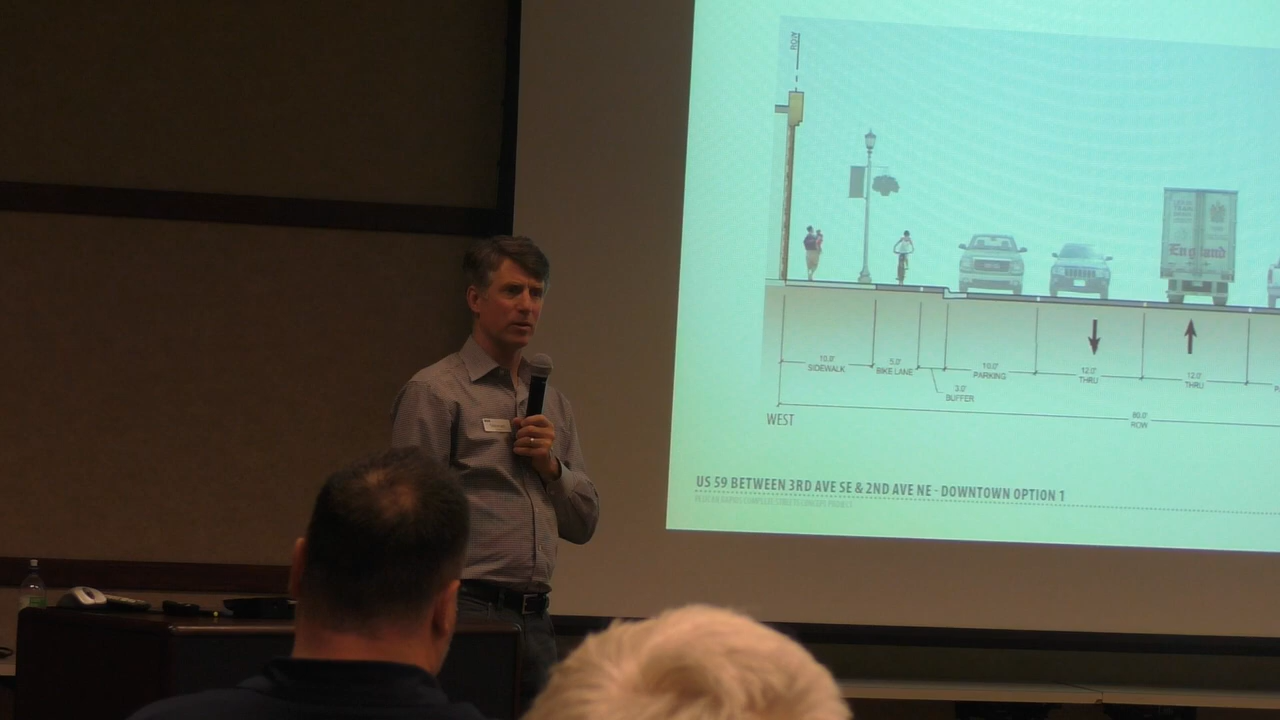 ROW
England
10.0'
SIDEWALK
5.0'
BIKE LANE
3.0'
BUFFER
10.0'
PARKING
12.0'
THRU
12.0'
THRU
80.0'
ROW
WEST
US 59 BETWEEN 3RD AVE SE & 2ND AVE NE - DOWNTOWN OPTION 1